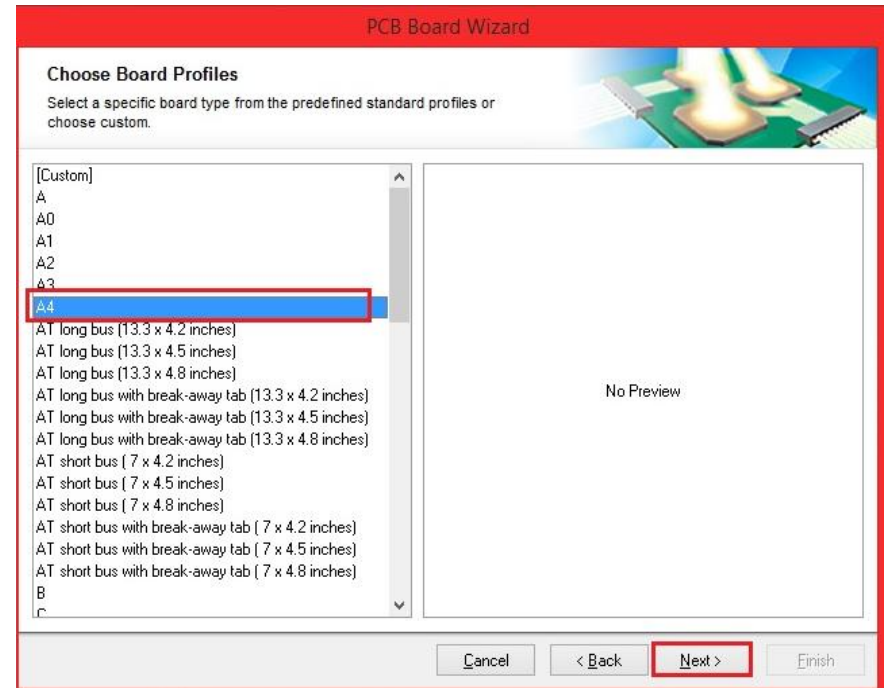 PCB Board Wizard
Choose Board Profiles
Select a specific board type from the predefined standard profiles or
choose custom.
[Custom]
A
A0
A1
A2
A3
A4
AT long bus (13.3 x 4.2 inches)
AT long bus (13.3 x 4.5 inches)
AT long bus (13.3 x 4.8 inches)
AT long bus with break-away tab (13.3 x 4.2 inches)
AT long bus with break-away tab (13.3 x 4.5 inches)
AT long bus with break-away tab (13.3 x 4.8 inches)
AT short bus ( 7 x 4.2 inches)
AT short bus ( 7 x 4.5 inches)
AT short bus ( 7 x 4.8 inches)
AT short bus with break-away tab ( 7 x 4.2 inches)
AT short bus with break-away tab ( 7 x 4.5 inches)
AT short bus with break-away tab ( 7 x 4.8 inches)
B
C
No Preview
Cancel
< Back
Next >
Finish